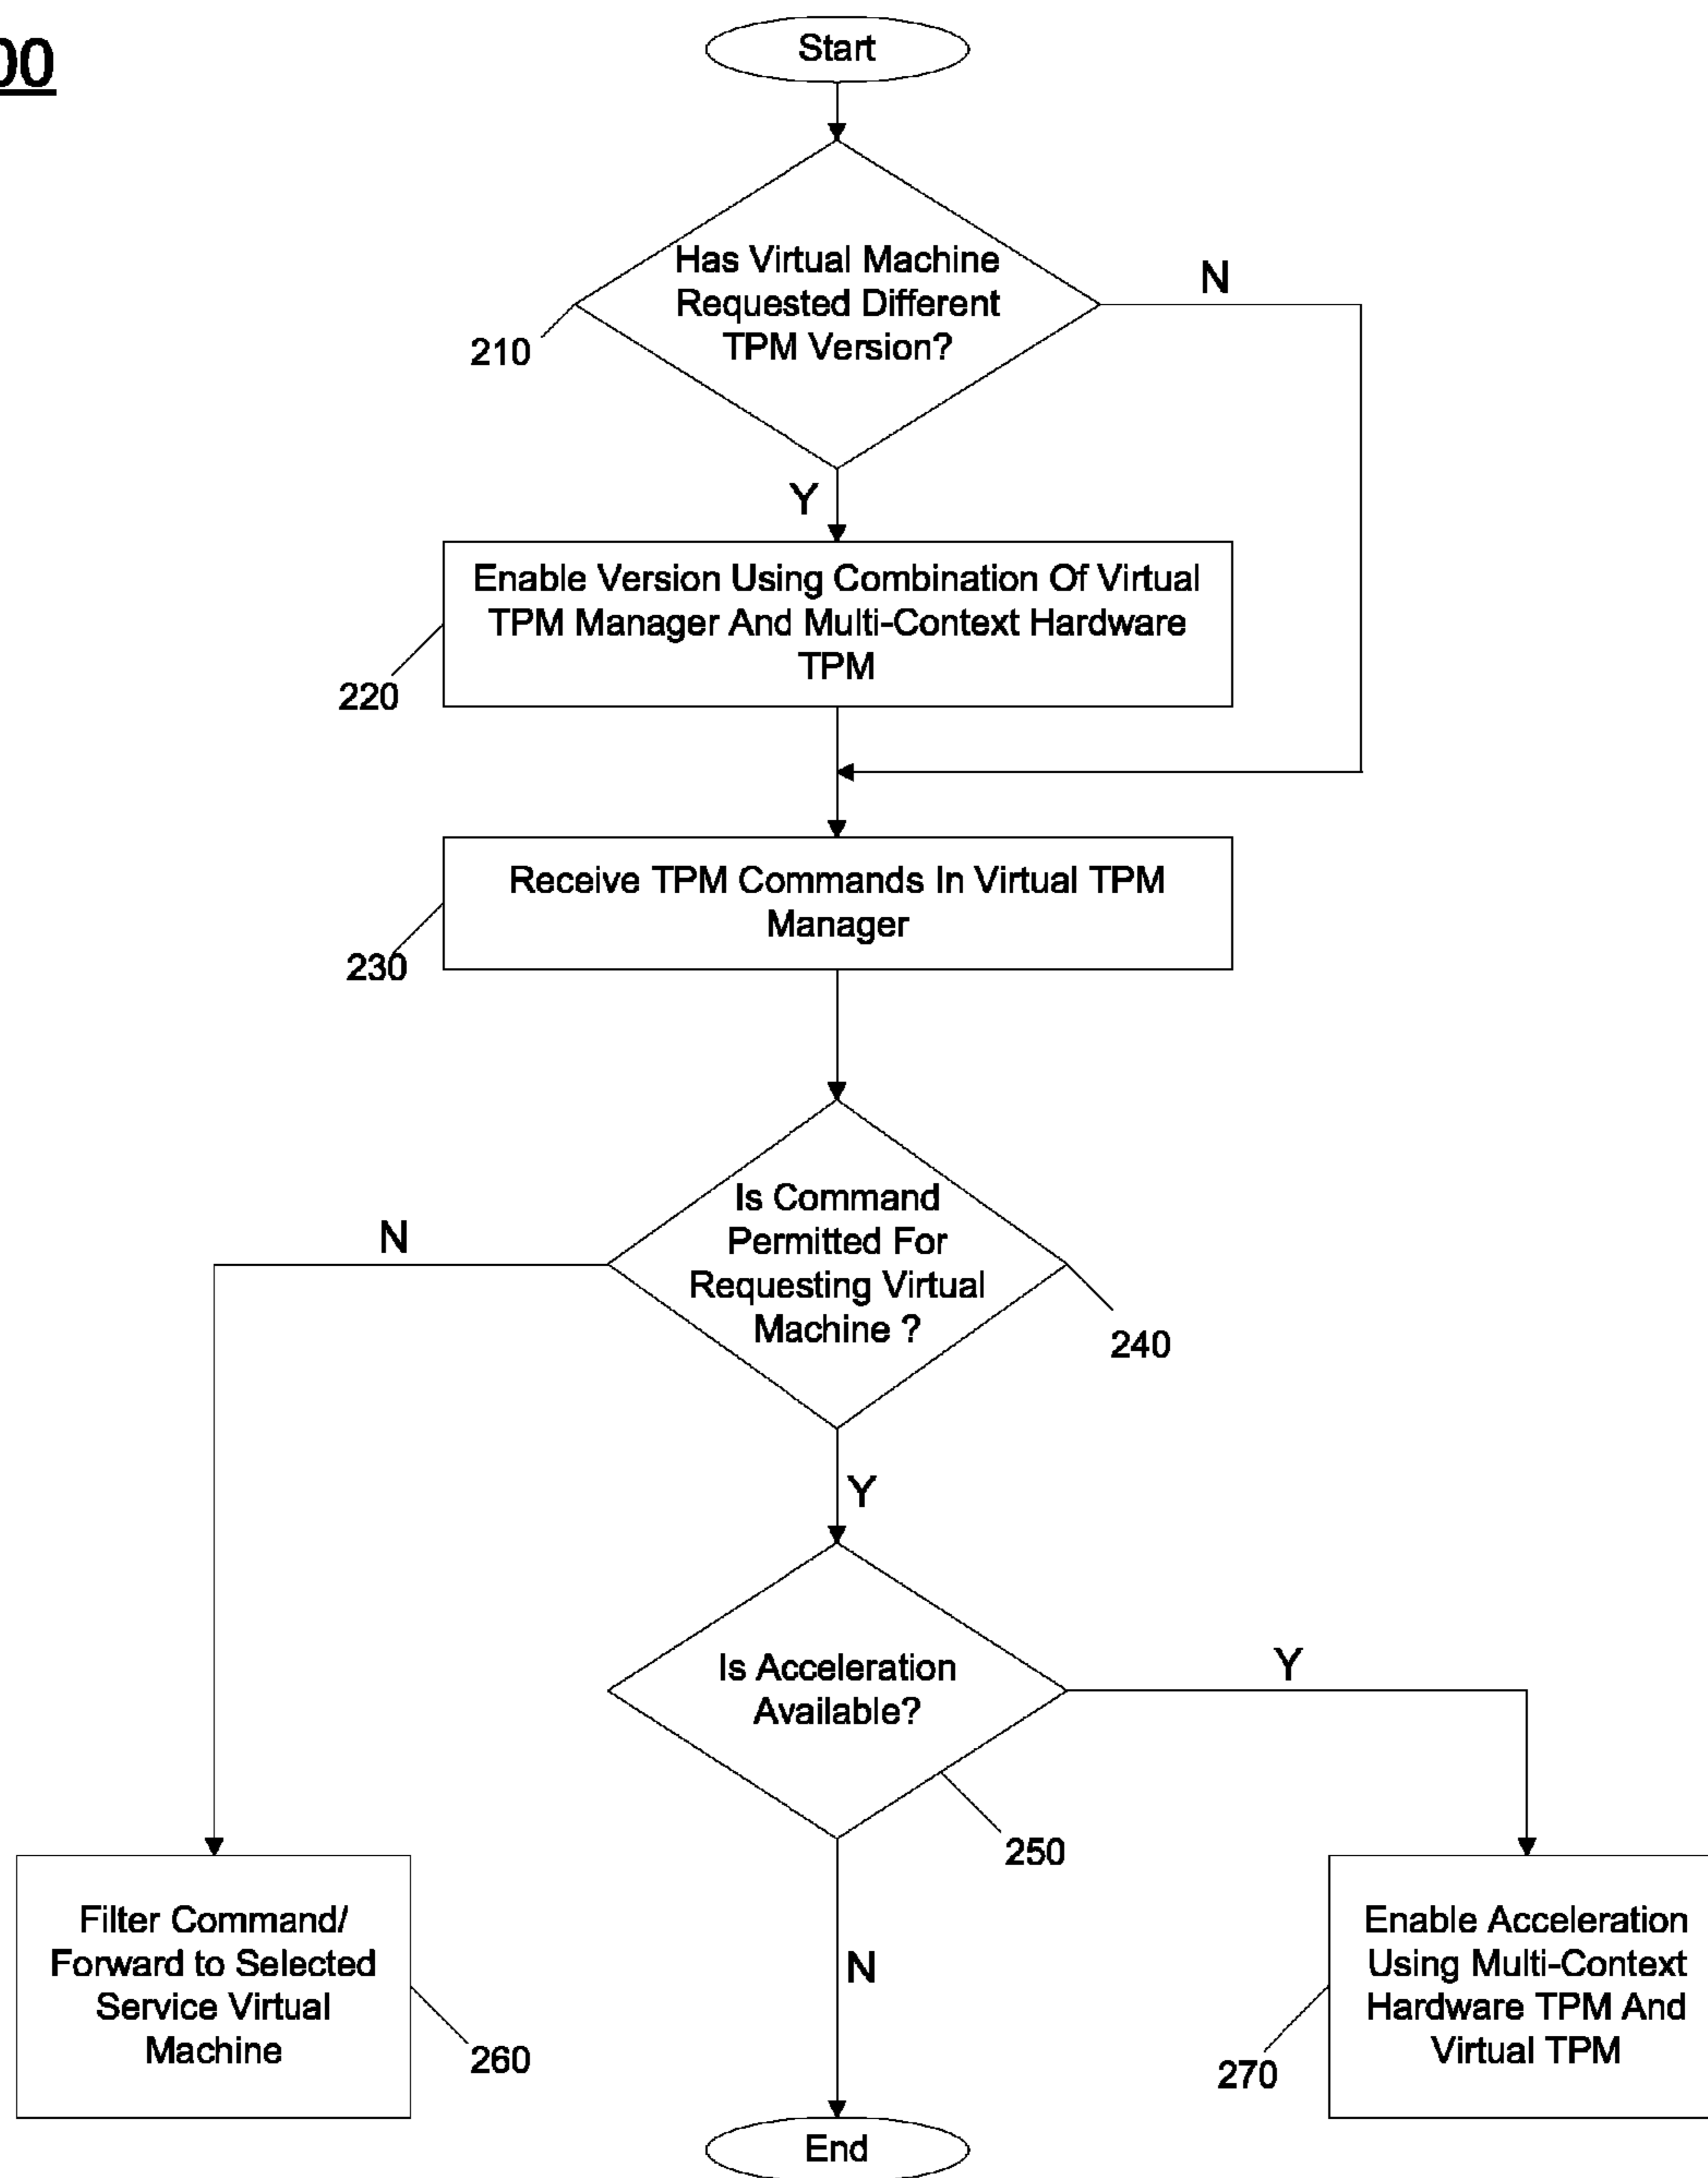 00
Start
Has Virtual Machine
Requested Different
TPM Version?
N
210
Y
Enable Version Using Combination Of Virtual
TPM Manager And Multi-Context Hardware
TPM
220
Receive TPM Commands In Virtual TPM
Manager
230
Is Command
Permitted For
Requesting Virtual
Machine ?
N
240
Y
Is Acceleration
Available?
Y
250
Filter Command/
Forward to Selected
Service Virtual
Machine
260
N
Enable Acceleration
Using Multi-Context
Hardware TPM And
Virtual TPM
270
End